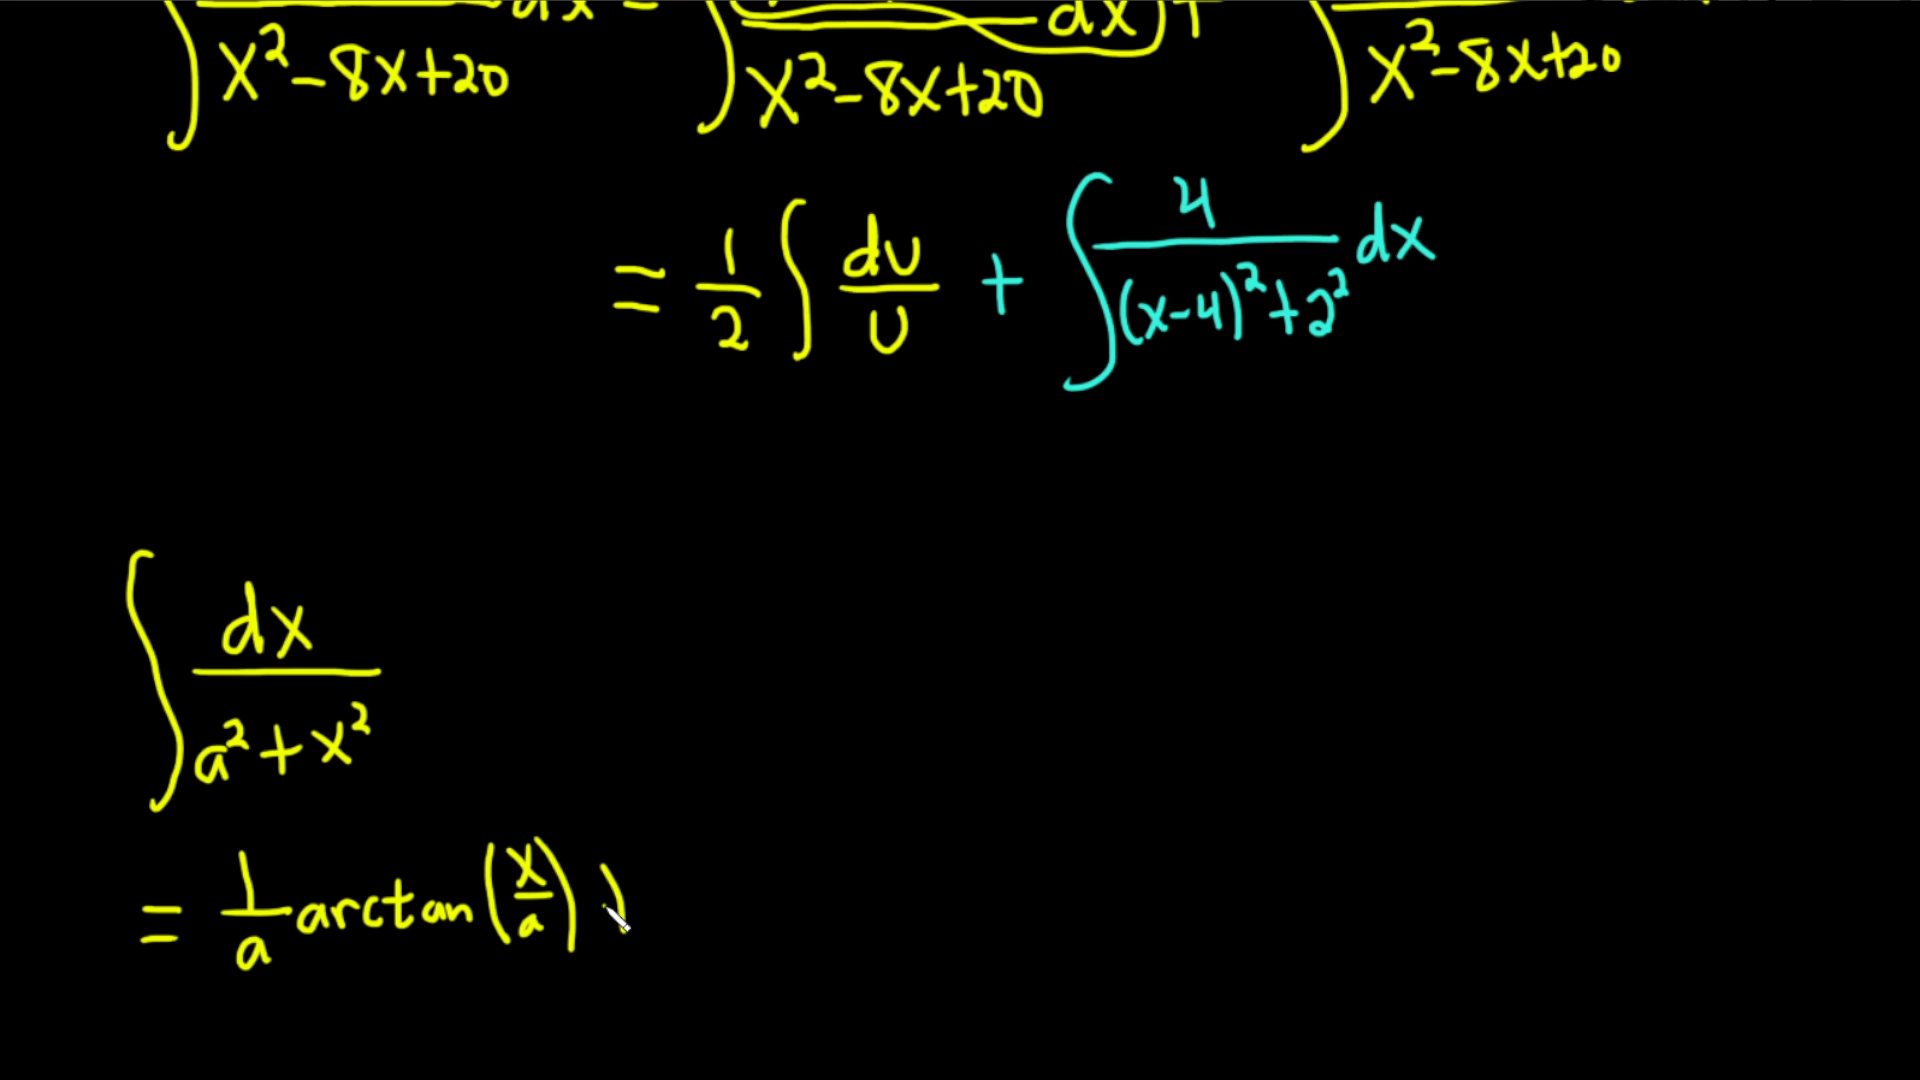 ∫ ——— dx = ∫ ——— dx + ∫ ———
x²-8x+20 x²-8x+20 x²-8x+20
= 1/2 ∫ du/u + ∫ 4/((x-4)²+2²) dx
∫ dx/(a²+x²)
= 1/a arctan(x/a)